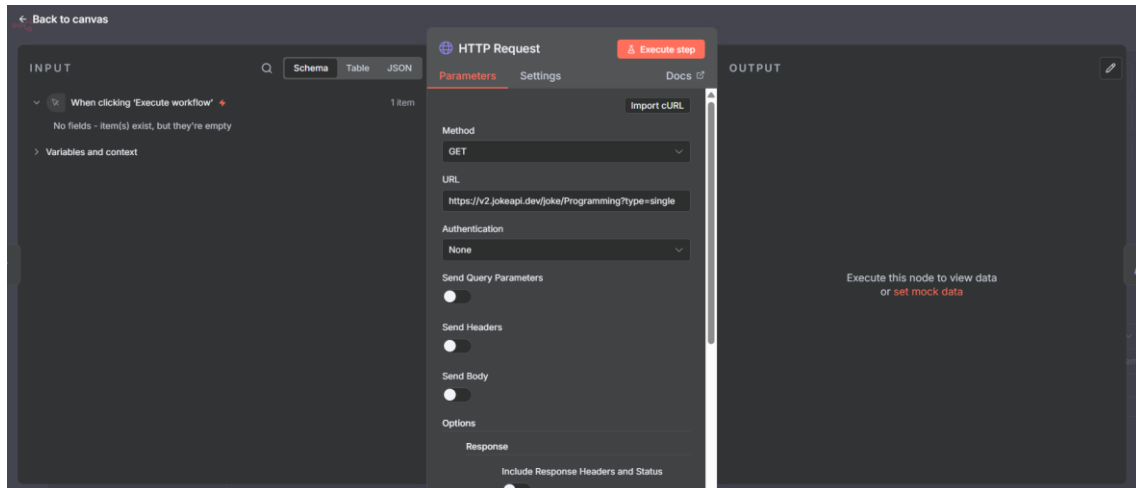 ← Back to canvas
INPUT
Schema Table JSON
When clicking ‘Execute workflow’
1 item
No fields - item(s) exist, but they're empty
Variables and context
HTTP Request
Execute step
Parameters Settings Docs
Import cURL
Method
GET
URL
https://v2.jokeapi.dev/joke/Programming?type=single
Authentication
None
Send Query Parameters
Send Headers
Send Body
Options
Response
Include Response Headers and Status
OUTPUT
Execute this node to view data
or set mock data